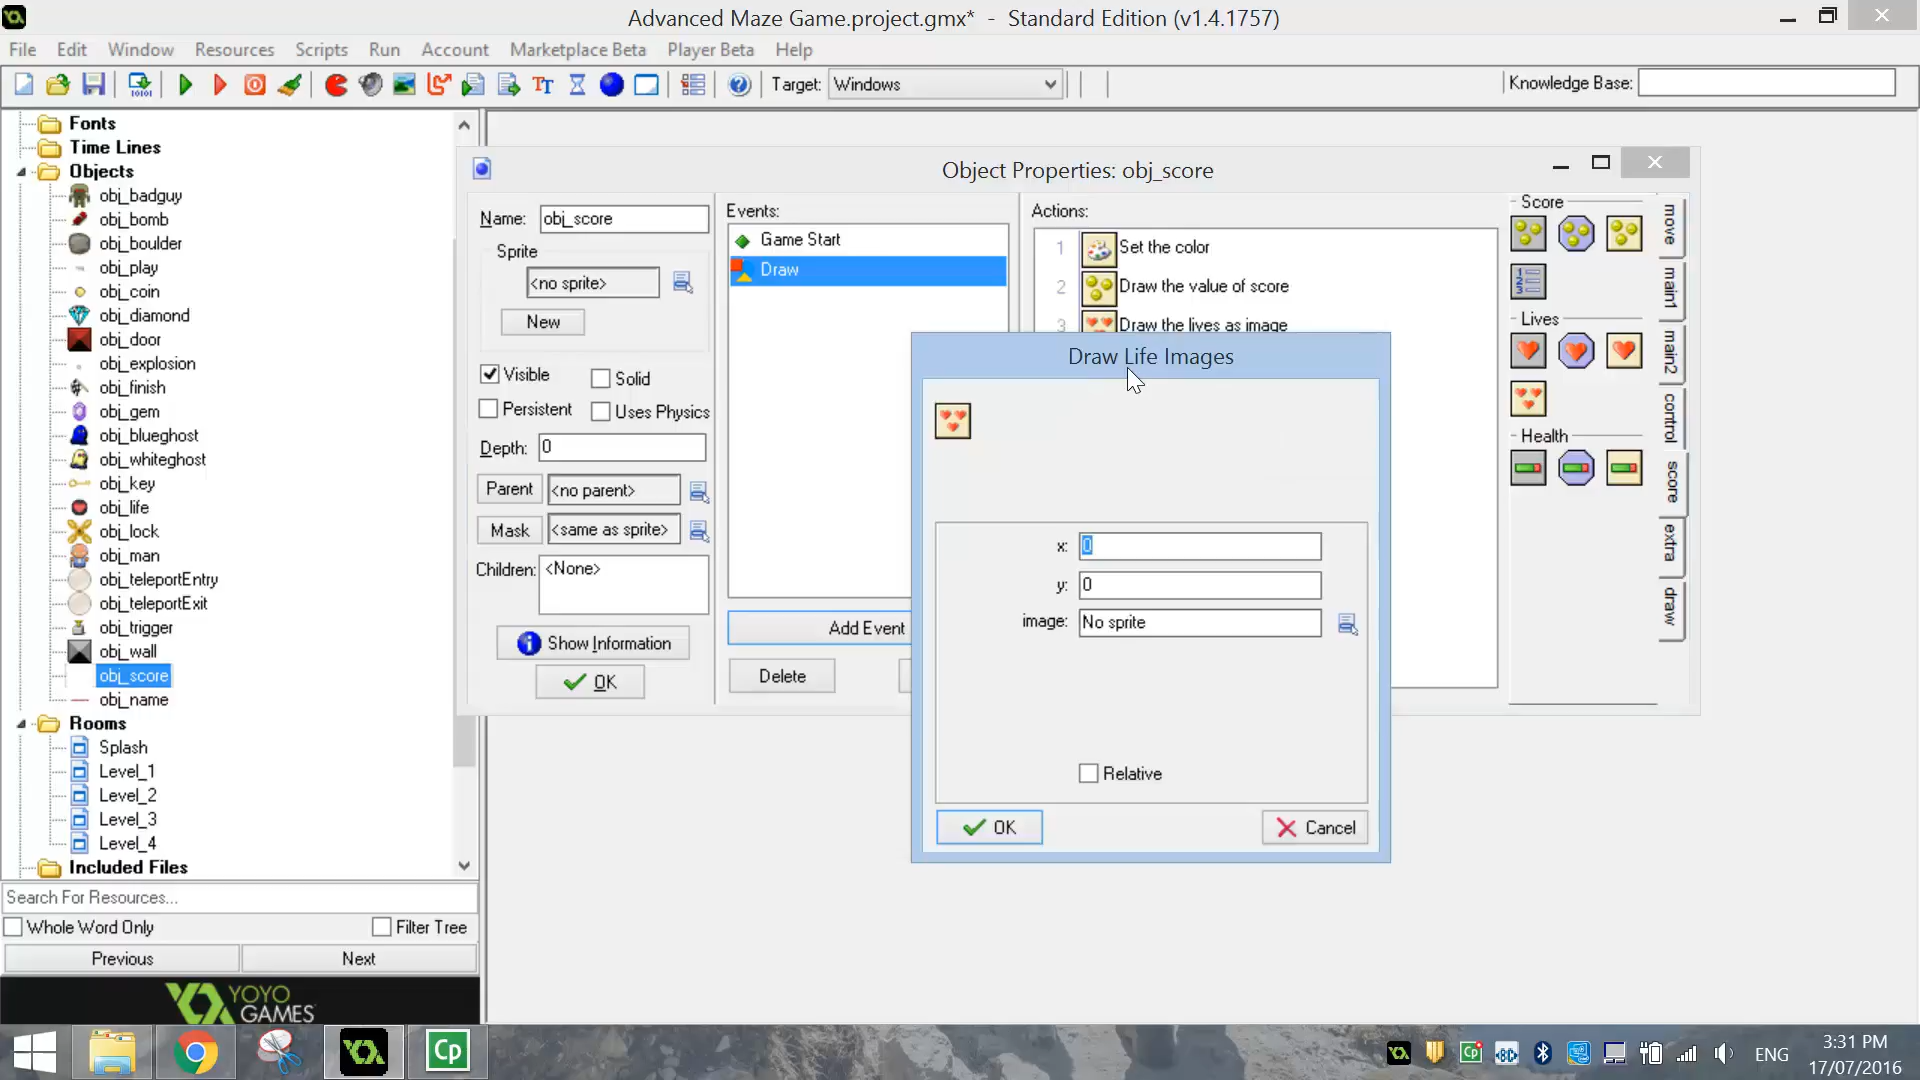 Advanced Maze Game.project.gmx* - Standard Edition (v1.4.1757)
File Edit Window Resources Scripts Run Account Marketplace Beta Player Beta Help
Target: Windows
Knowledge Base:
Fonts
Time Lines
Objects
obj_badguy
obj_bomb
obj_boulder
obj_play
obj_coin
obj_diamond
obj_door
obj_explosion
obj_finish
obj_gem
obj_blueghost
obj_whiteghost
obj_key
obj_life
obj_lock
obj_man
obj_teleportEntry
obj_teleportExit
obj_trigger
obj_wall
obj_score
obj_name
Rooms
Splash
Level_1
Level_2
Level_3
Level_4
Included Files
Search For Resources...
Whole Word Only Filter Tree
Previous Next
YOYO
GAMES
Object Properties: obj_score
Name: obj_score
Sprite
<no sprite>
New
Visible Solid
Persistent Uses Physics
Depth: 0
Parent <no parent>
Mask <same as sprite>
Children: <None>
Show Information
OK
Events:
Game Start
Draw
Add Event
Delete
Actions:
1 Set the color
2 Draw the value of score
3 Draw the lives as image
Score
Lives
Health
move
main1
main2
control
score
extra
draw
Draw Life Images
x: 0
y: 0
image: No sprite
Relative
OK Cancel
Cp
Cp
ENG
3:31 PM
17/07/2016